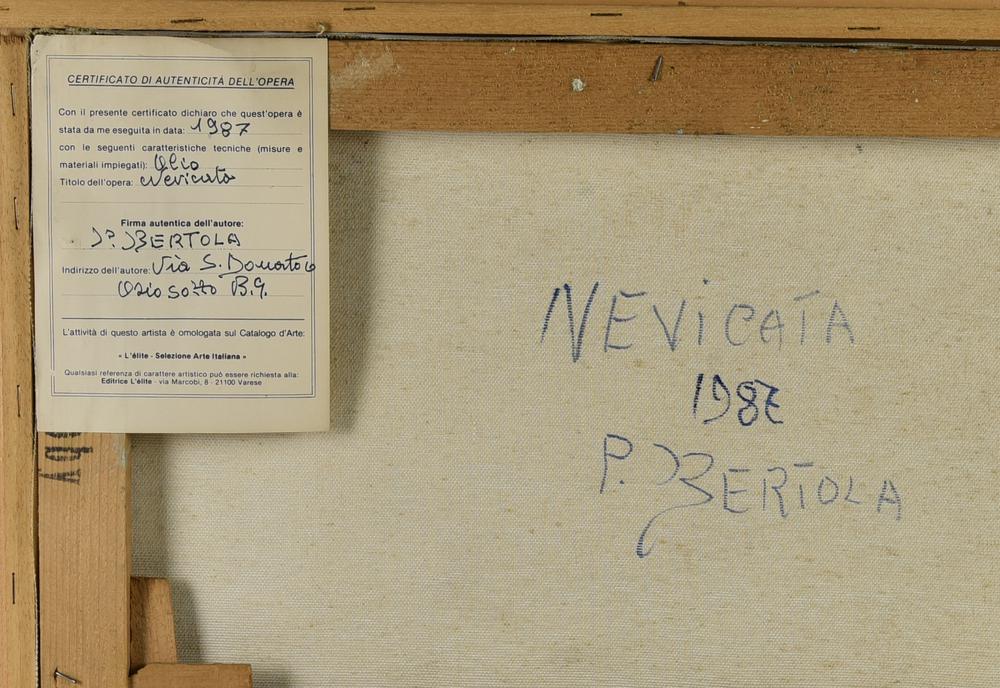 CERTIFICATO DI AUTENTICITÀ DELL'OPERA
Con il presente certificato dichiaro che quest'opera è
stata da me eseguita in data: 1987
con le seguenti caratteristiche tecniche (misure e
materiali impiegati): Olio
Titolo dell'opera: Nevicata
Firma autentica dell'autore:
P. BERTOLA
Indirizzo dell'autore: Via S. Donato 6
Osio sotto B.G.
L'attività di questo artista è omologata sul Catalogo d'Arte:
« L'élite - Selezione Arte Italiana »
Qualsiasi referenza di carattere artistico può essere richiesta alla:
Editrice L'élite - via Marcobi, 8 - 21100 Varese
NEVICATA
1987
P. BERTOLA